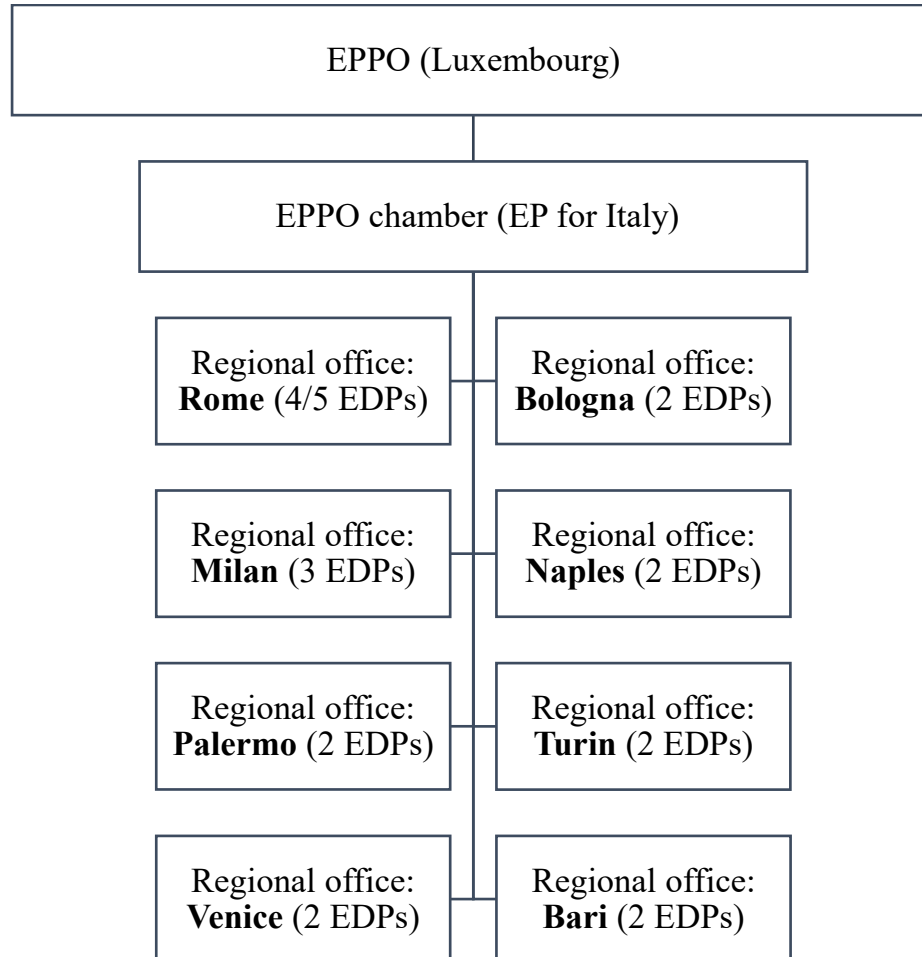 EPPO (Luxembourg)
EPPO chamber (EP for Italy)
Regional office:
Rome (4/5 EDPs)
Regional office:
Bologna (2 EDPs)
Regional office:
Milan (3 EDPs)
Regional office:
Naples (2 EDPs)
Regional office:
Palermo (2 EDPs)
Regional office:
Turin (2 EDPs)
Regional office:
Venice (2 EDPs)
Regional office:
Bari (2 EDPs)